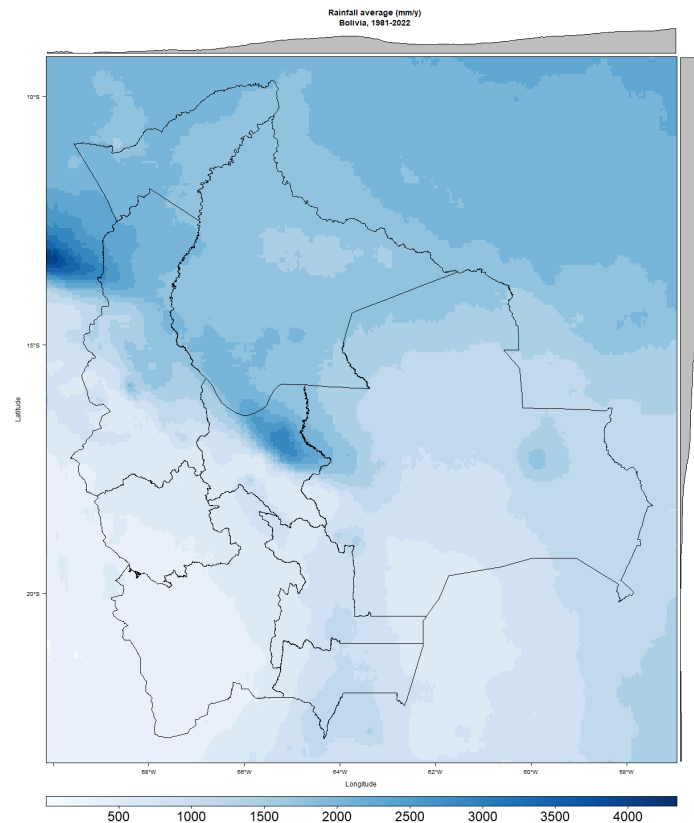 Rainfall average (mm/y)
Bolivia, 1981-2022
10°S
15°S
20°S
Latitude
68°W
66°W
64°W
62°W
60°W
58°W
Longitude
500
1000
1500
2000
2500
3000
3500
4000